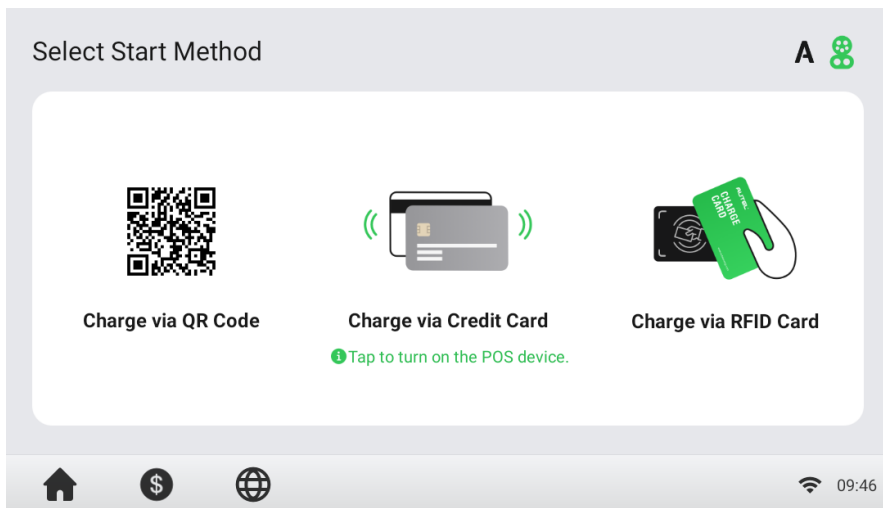 Select Start Method
A
AUTEL
CHARGE
CARD
Charge via QR Code
Charge via Credit Card
Charge via RFID Card
Tap to turn on the POS device.
$
09:46